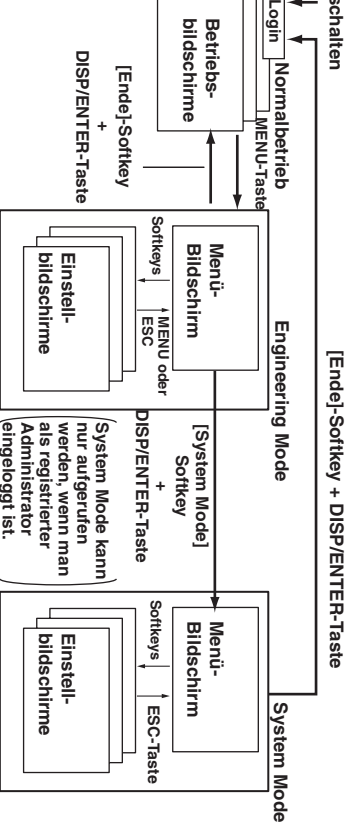 schalten
[Ende]-Softkey + DISP/ENTER-Taste
Login
Normalbetrieb
Engineering Mode
System Mode
MENU-Taste
Betriebs-
bildschirme
[Ende]-Softkey
+
DISP/ENTER-Taste
Menü-
Bildschirm
Softkeys
MENU oder
ESC
Einstell-
bildschirme
[System Mode]
Softkey
+
DISP/ENTER-Taste
System Mode kann
nur aufgerufen
werden, wenn man
als registrierter
Administrator
eingeloggt ist.
Menü-
Bildschirm
Softkeys
ESC-Taste
Einstell-
bildschirme